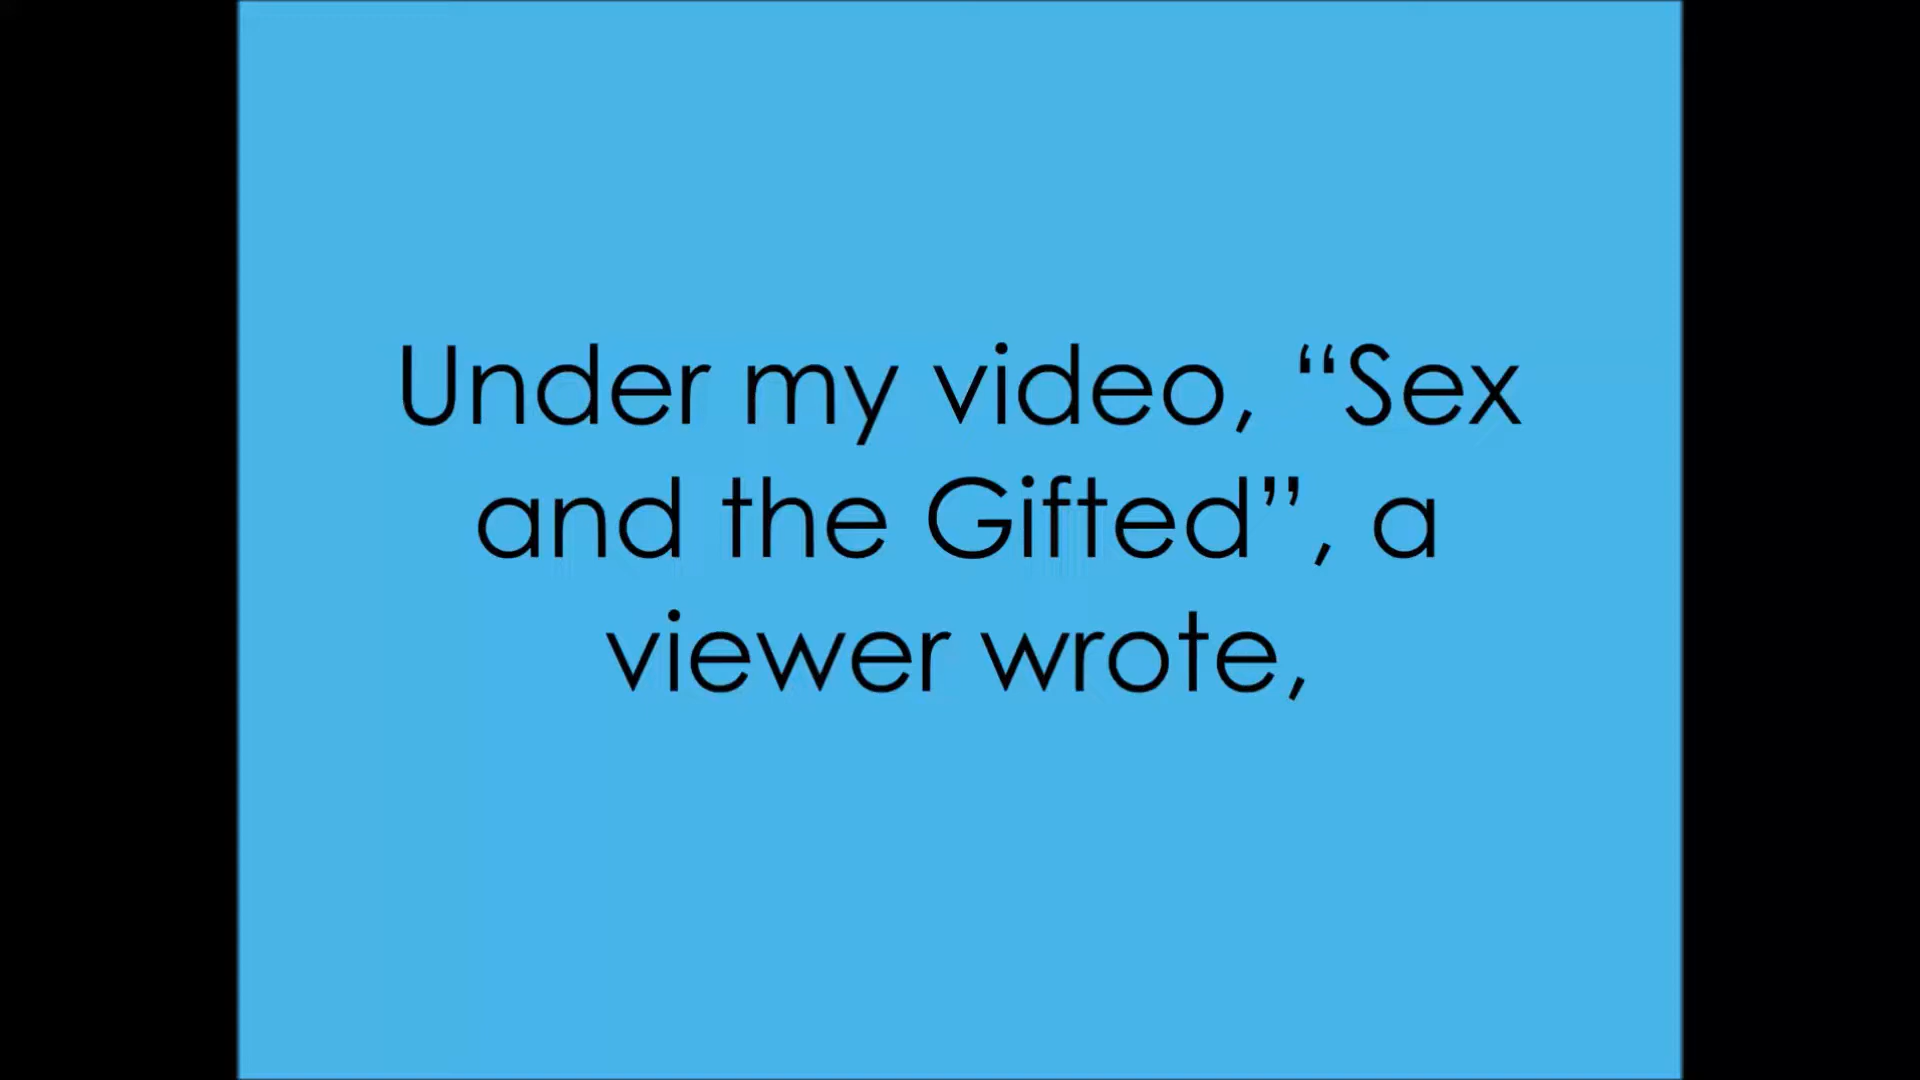 Under my video, “Sex
and the Gifted”, a
viewer wrote,